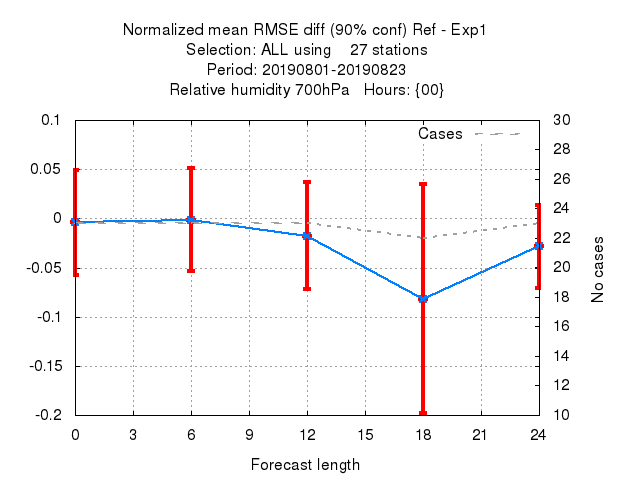 Normalized mean RMSE diff (90% conf) Ref - Exp1
Selection: ALL using    27 stations
Period: 20190801-20190823
Relative humidity 700hPa   Hours: {00}
0.1
0.05
0
-0.05
-0.1
-0.15
-0.2
Cases
30
28
26
24
22
20
18
16
14
12
10
No cases
0 3 6 9 12 15 18 21 24
Forecast length